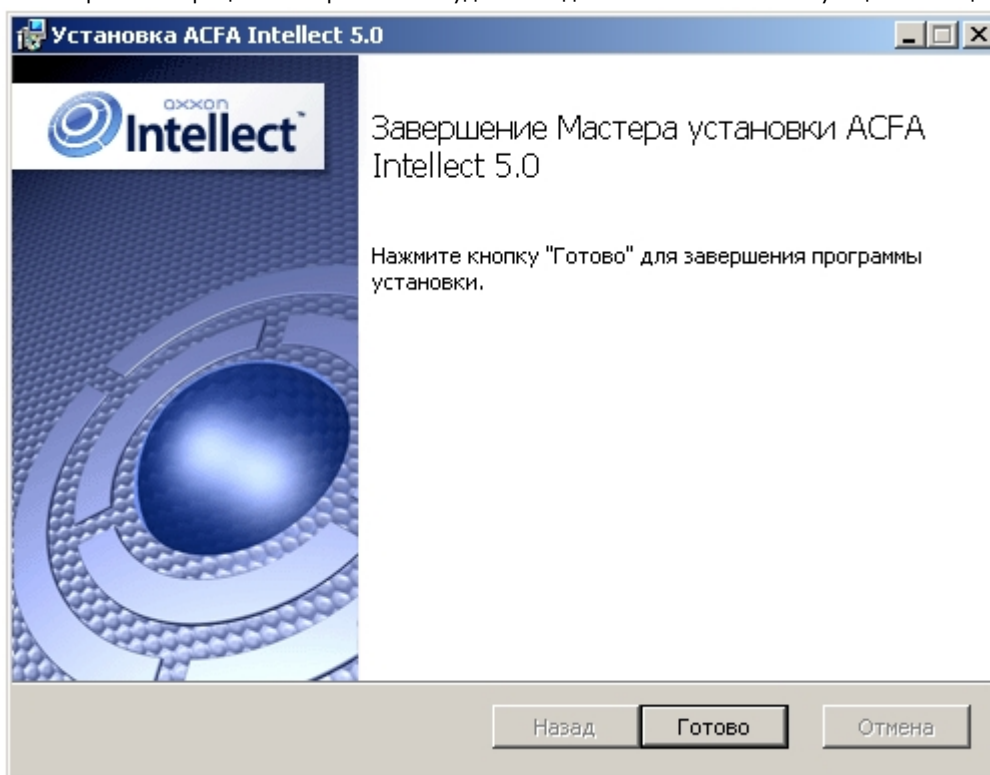 Установка ACFA Intellect 5.0
axxon
Intellect™
Завершение Мастера установки ACFA
Intellect 5.0
Нажмите кнопку "Готово" для завершения программы
установки.
Назад
Готово
Отмена